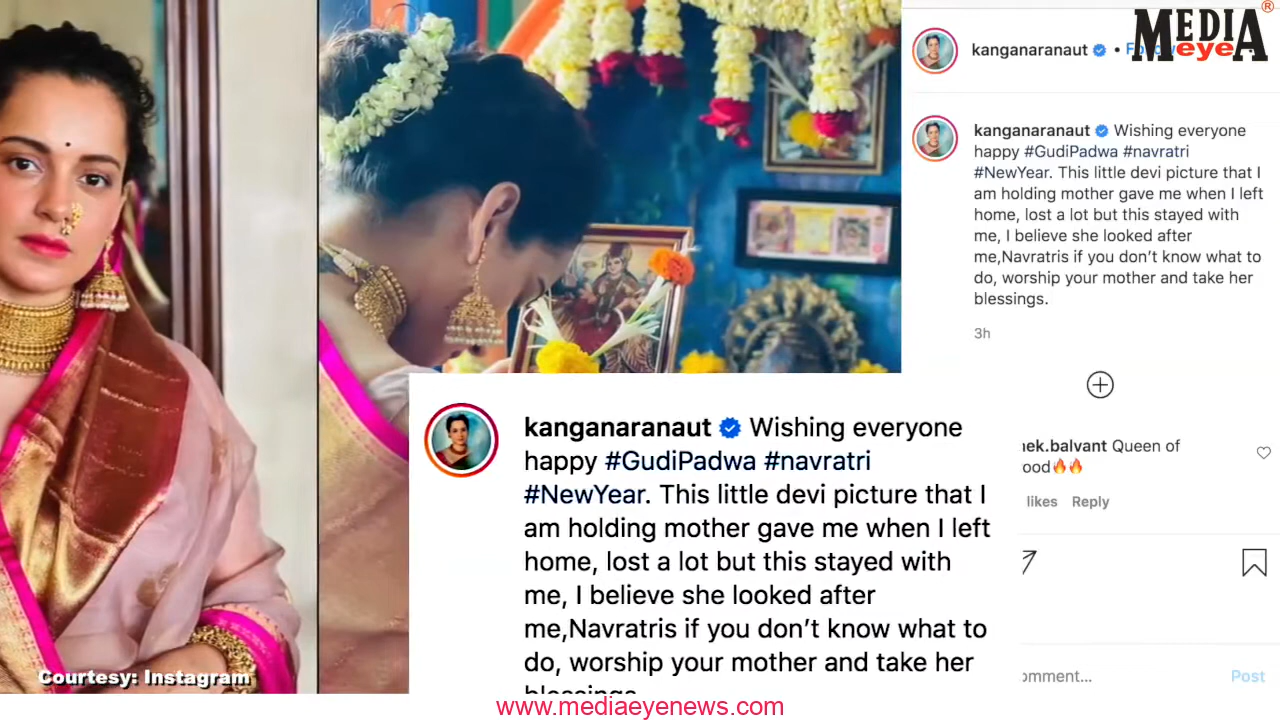 MEDIA
eye
®
kanganaranaut • Follow
kanganaranaut Wishing everyone
happy #GudiPadwa #navratri
#NewYear. This little devi picture that I
am holding mother gave me when I left
home, lost a lot but this stayed with
me, I believe she looked after
me,Navratris if you don’t know what to
do, worship your mother and take her
blessings.
3h
nek.balvant Queen of
ood🔥🔥
likes Reply
omment... Post
kanganaranaut Wishing everyone
happy #GudiPadwa #navratri
#NewYear. This little devi picture that I
am holding mother gave me when I left
home, lost a lot but this stayed with
me, I believe she looked after
me,Navratris if you don’t know what to
do, worship your mother and take her
blessings.
Courtesy: Instagram
www.mediaeyenews.com